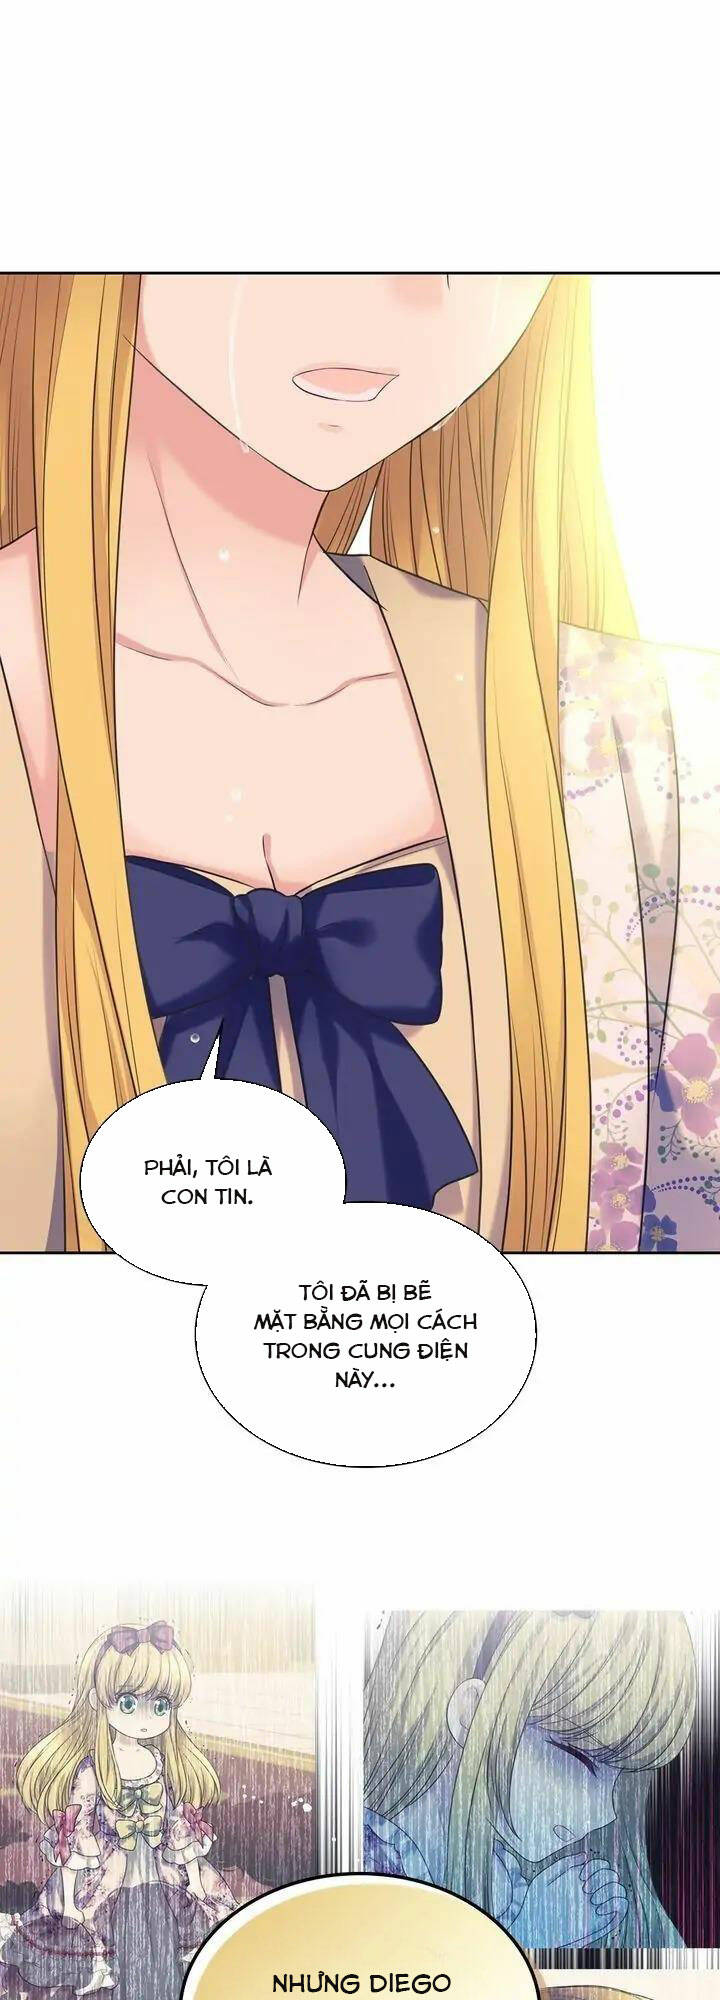 PHẢI, TÔI LÀ
CON TIN.
TÔI ĐÃ BỊ BẼ
MẶT BẰNG MỌI CÁCH
TRONG CUNG ĐIỆN
NÀY...
NHƯNG DIEGO